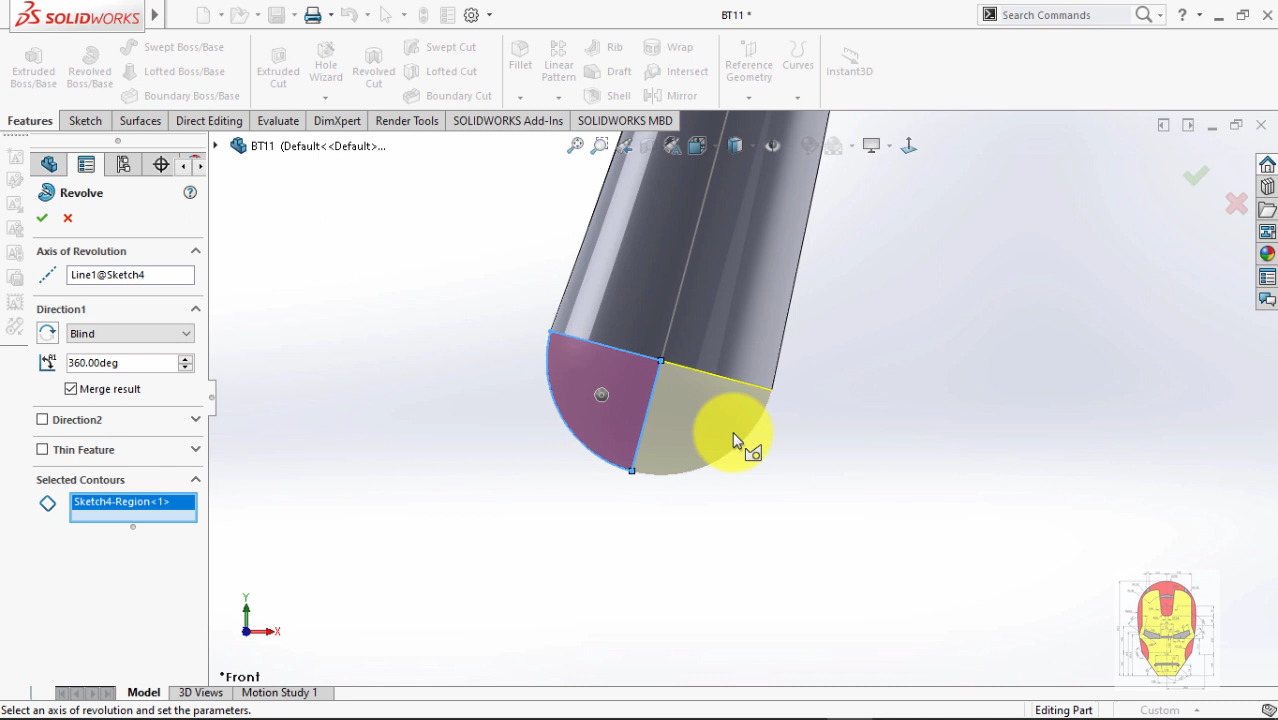 SOLIDWORKS
BT11 *
Search Commands
Extruded Boss/Base
Revolved Boss/Base
Swept Boss/Base
Lofted Boss/Base
Boundary Boss/Base
Extruded Cut
Hole Wizard
Revolved Cut
Swept Cut
Lofted Cut
Boundary Cut
Fillet
Linear Pattern
Rib
Draft
Shell
Wrap
Intersect
Mirror
Reference Geometry
Curves
Instant3D
Features
Sketch
Surfaces
Direct Editing
Evaluate
DimXpert
Render Tools
SOLIDWORKS Add-Ins
SOLIDWORKS MBD
BT11 (Default<<Default>...
Revolve
Axis of Revolution
Line1@Sketch4
Direction1
Blind
360.00deg
Merge result
Direction2
Thin Feature
Selected Contours
Sketch4-Region<1>
Y
X
*Front
Model
3D Views
Motion Study 1
Select an axis of revolution and set the parameters.
Editing Part
Custom